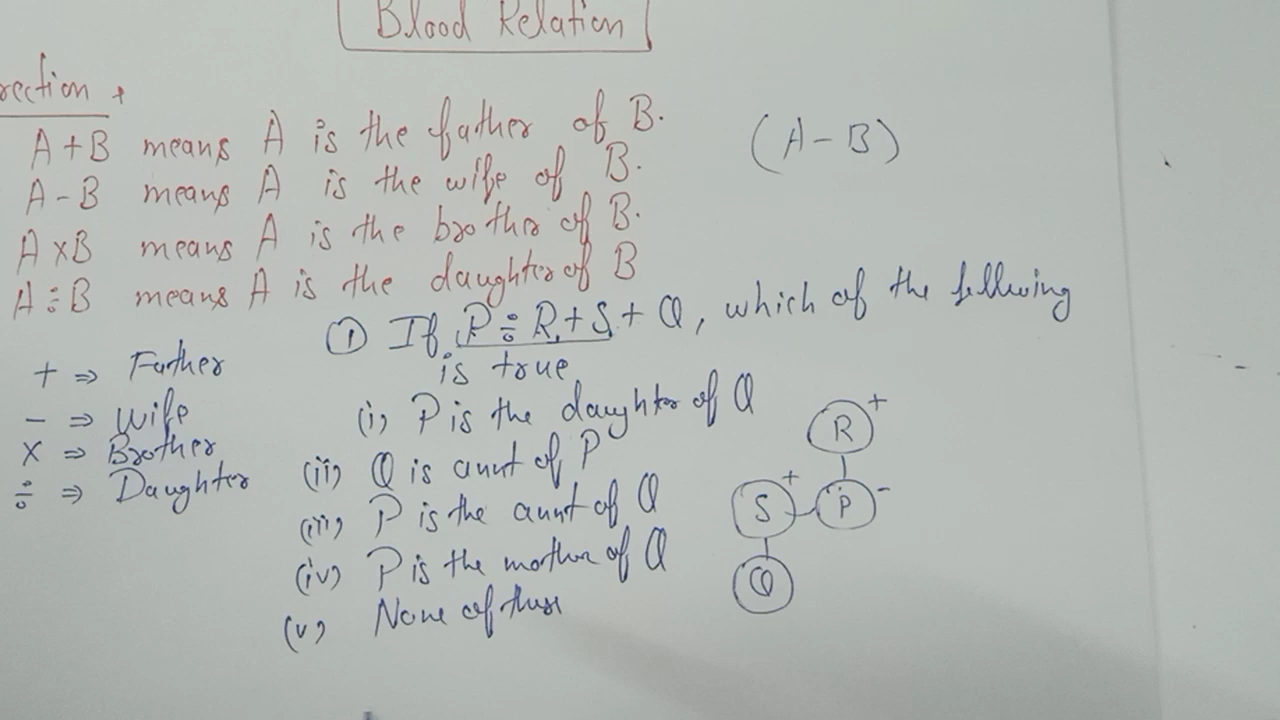 Blood Relation
rection +
A + B means A is the father of B.
A - B means A is the wife of B.
A × B means A is the brother of B.
A ÷ B means A is the daughter of B
(A - B)
① If P ÷ R + S + Q, which of the following
is true
+ ⇒ Father
- ⇒ Wife
× ⇒ Brother
÷ ⇒ Daughter
(i) P is the daughter of Q
(ii) Q is aunt of P
(iii) P is the aunt of Q
(iv) P is the mother of Q
(v) None of these
R +
S + P -
Q